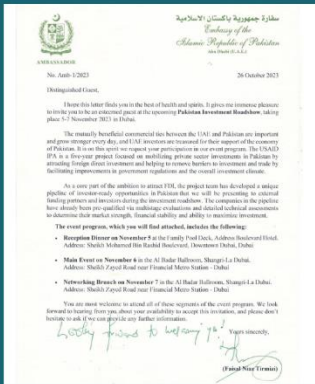 سفارة جمهورية باكستان الاسلامية
Embassy of the
Islamic Republic of Pakistan
Abu Dhabi (U.A.E.)
AMBASSADOR
No. Amb-1/2023
26 October 2023
Distinguished Guest,
I hope this letter finds you in the best of health and spirits. It gives me immense pleasure
to invite you to be an esteemed guest at the upcoming Pakistan Investment Roadshow, taking
place 5-7 November 2023 in Dubai.
The mutually beneficial commercial ties between the UAE and Pakistan are important
and grow stronger every day, and UAE investors are treasured for their support of the economy
of Pakistan. It is on this spirit we request your participation in our event program. The USAID
IPA is a five-year project focused on mobilizing private sector investments in Pakistan by
attracting foreign direct investment and helping to remove barriers to investment and trade by
facilitating improvements in government regulations and the overall investment climate.
As a core part of the ambition to attract FDI, the project team has developed a unique
pipeline of investor-ready opportunities in Pakistan that we will be presenting to external
funding partners and investors during the investment roadshow. The companies in the pipeline
have already been pre-qualified via multistage evaluations and detailed technical assessments
to determine their market strength, financial stability and ability to maximize investment.
The event program, which you will find attached, includes the following:
• Reception Dinner on November 5 at the Family Pool Deck, Address Boulevard Hotel.
Address: Sheikh Mohamed Bin Rashid Boulevard, Downtown Dubai, Dubai
• Main Event on November 6 in the Al Badar Ballroom, Shangri-La Dubai.
Address: Sheikh Zayed Road near Financial Metro Station - Dubai
• Networking Brunch on November 7 in the Al Badar Ballroom, Shangri-La Dubai.
Address: Sheikh Zayed Road near Financial Metro Station - Dubai
You are most welcome to attend all of these segments of the event program. We look
forward to hearing from you about your availability to accept this invitation, and please don't
hesitate to ask if we can provide any further information.
Looking forward to welcoming you!
Yours sincerely,
(Faisal Niaz Tirmizi)